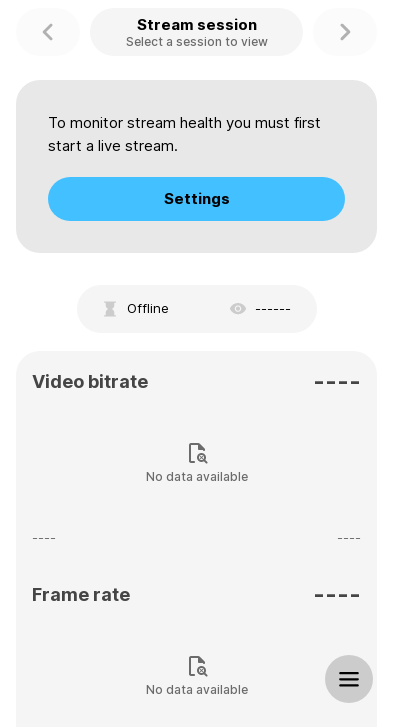 Stream session
Select a session to view
To monitor stream health you must first
start a live stream.
Settings
Offline
------
Video bitrate
----
No data available
----
----
Frame rate
----
No data available